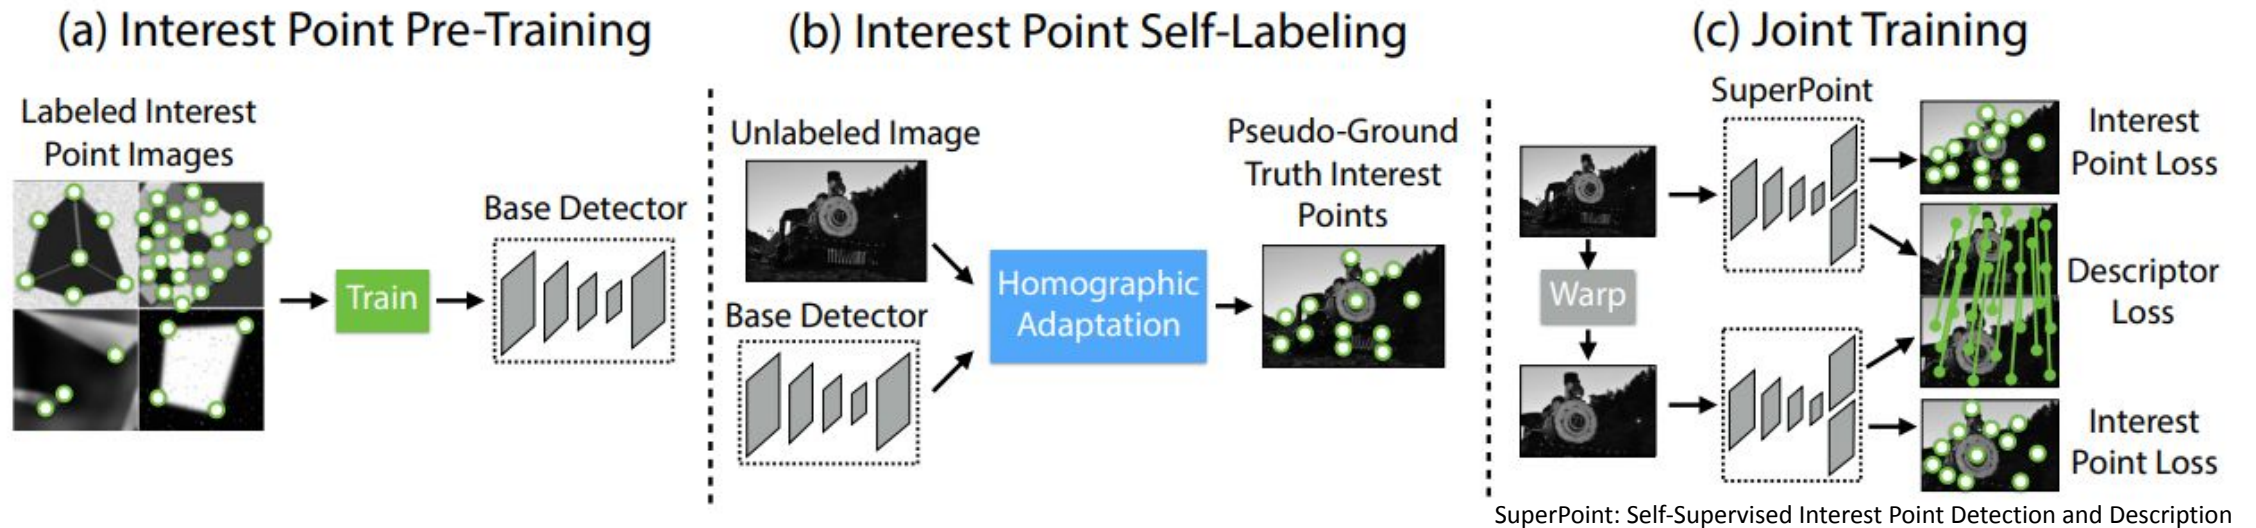 (a) Interest Point Pre-Training
Labeled Interest
Point Images
Train
Base Detector
(b) Interest Point Self-Labeling
Unlabeled Image
Base Detector
Homographic
Adaptation
Pseudo-Ground
Truth Interest
Points
(c) Joint Training
SuperPoint
Warp
Interest
Point Loss
Descriptor
Loss
Interest
Point Loss
SuperPoint: Self-Supervised Interest Point Detection and Description